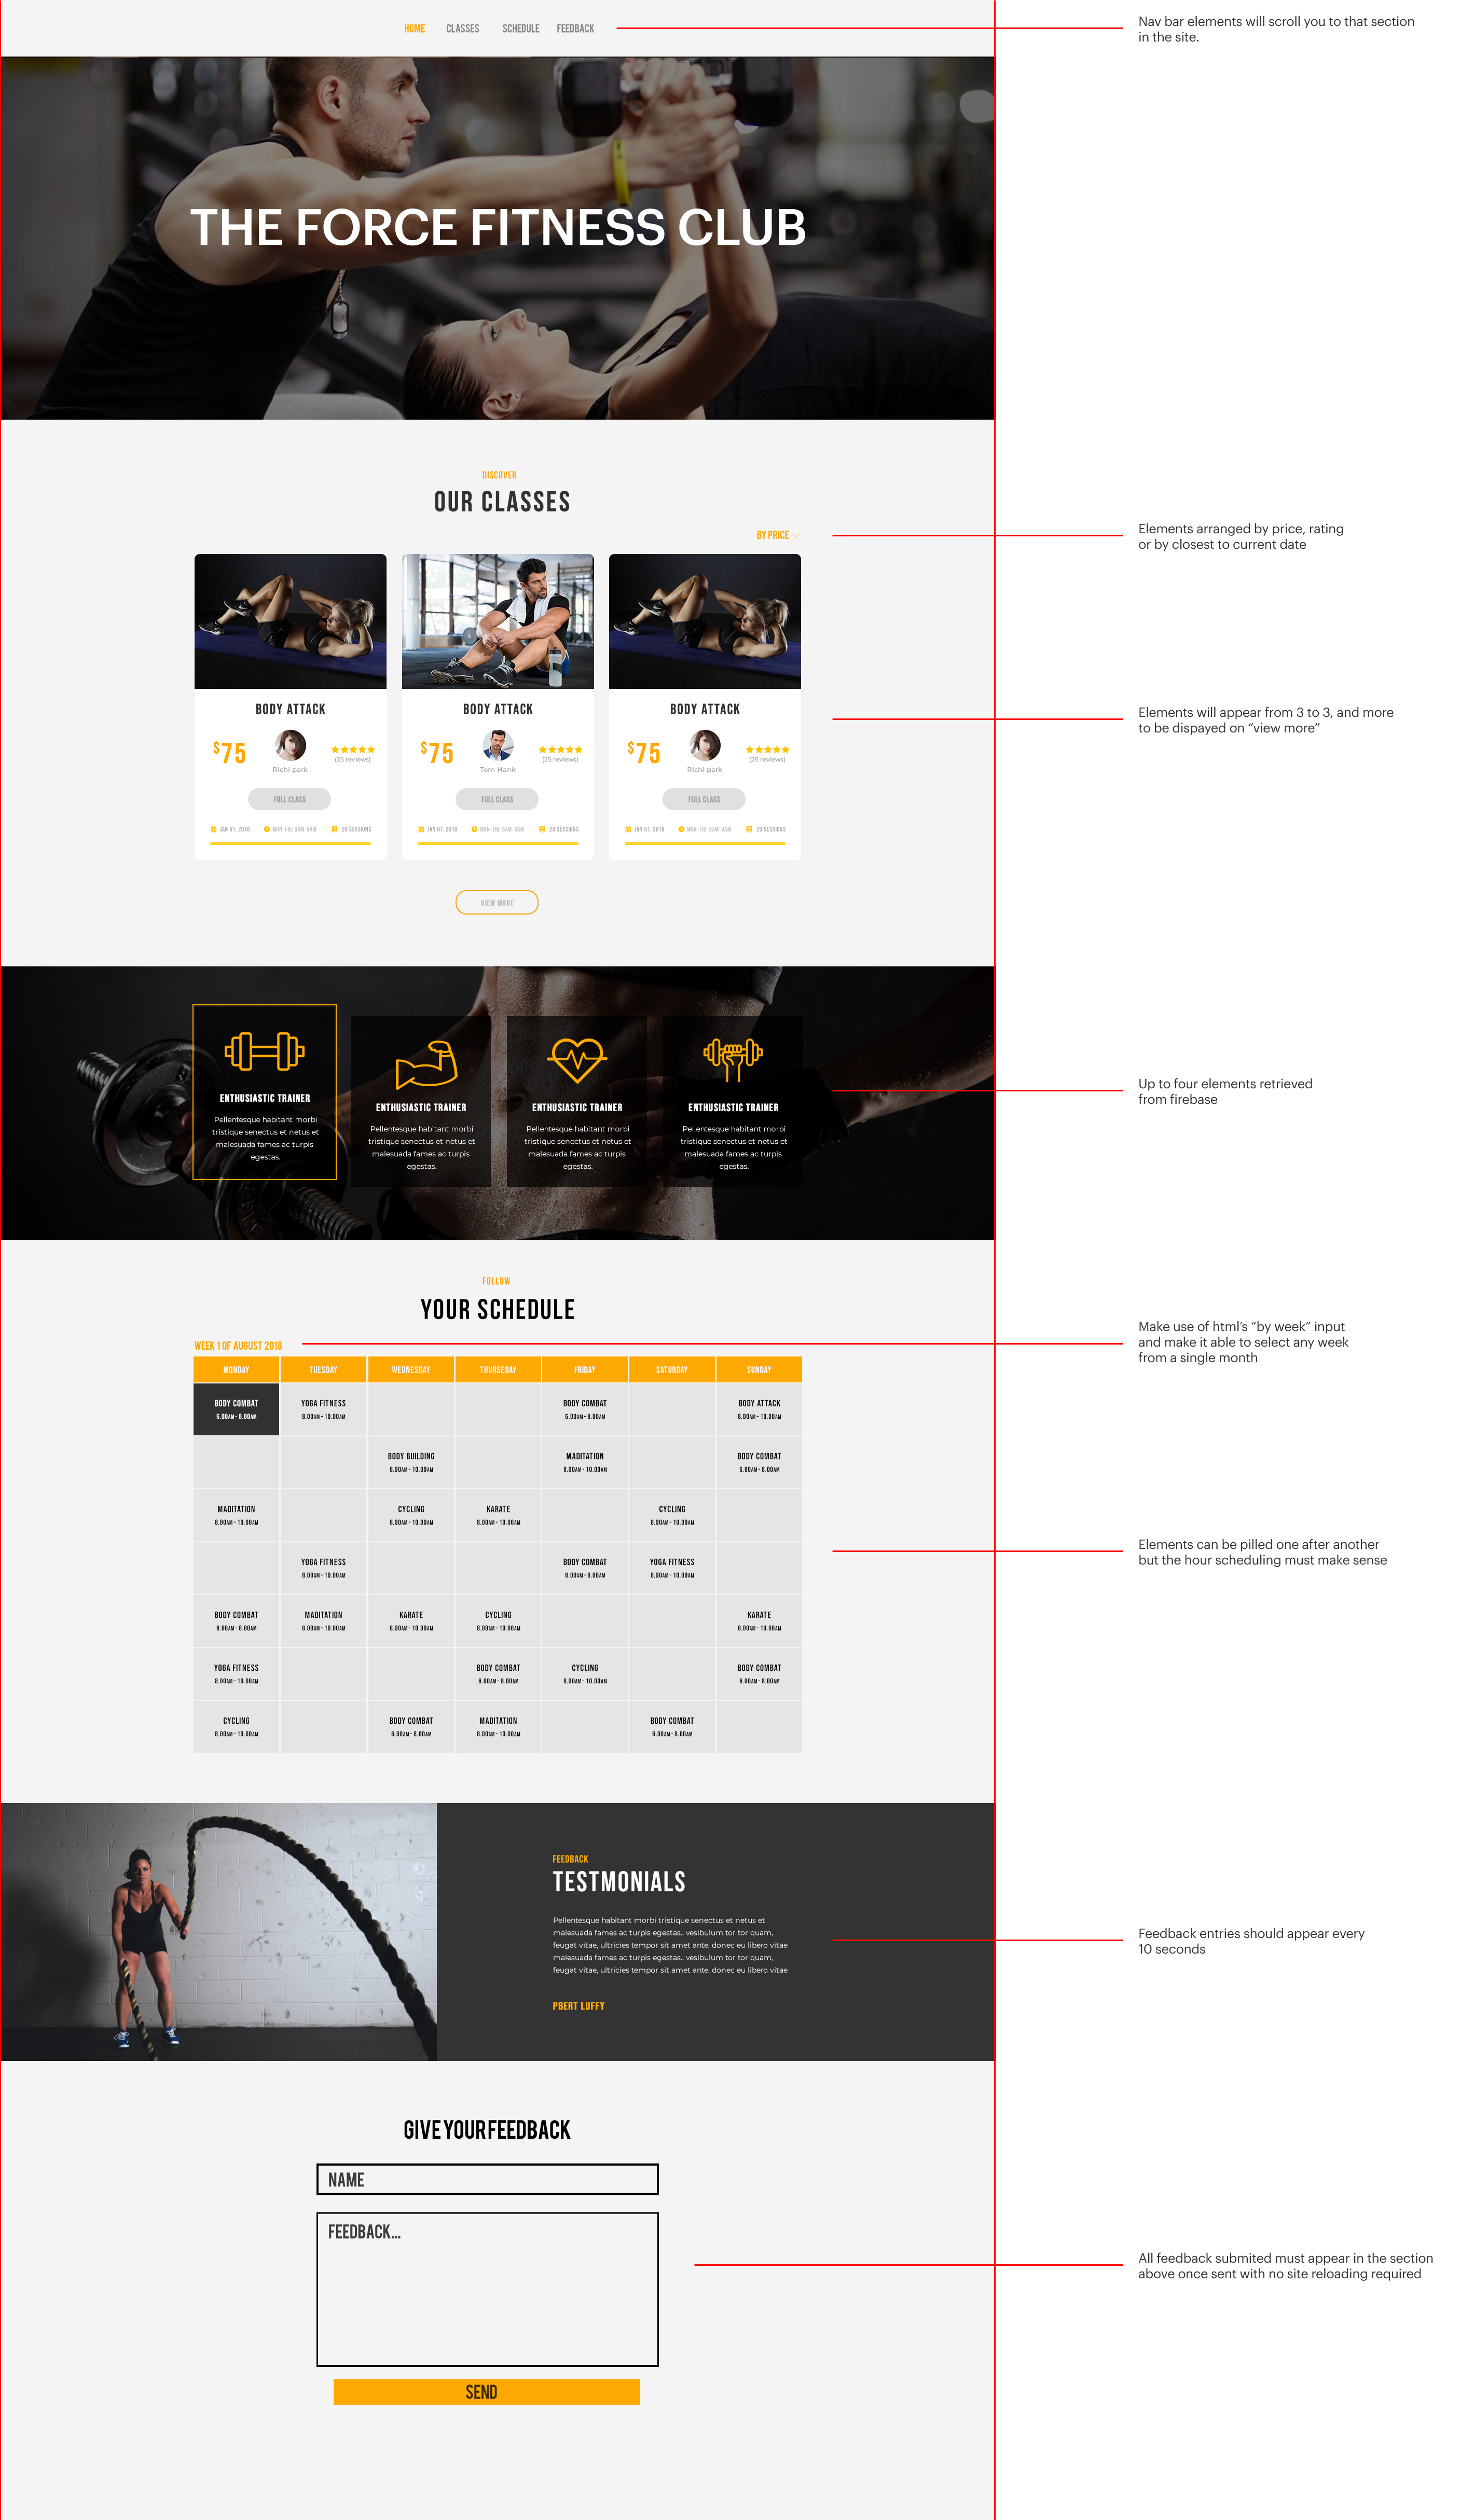 HOME CLASSES SCHEDULE FEEDBACK
Nav bar elements will scroll you to that section
in the site.
THE FORCE FITNESS CLUB
DISCOVER
OUR CLASSES
BY PRICE
Elements arranged by price, rating
or by closest to current date
BODY ATTACK
$75
Richi park
(25 reviews)
FULL CLASS
JAN 01. 2018 MON-FRI: 6AM-8AM 20 SESSIONS
BODY ATTACK
$75
Tom Hank
(25 reviews)
FULL CLASS
JAN 01. 2018 MON-FRI: 6AM-8AM 20 SESSIONS
BODY ATTACK
$75
Richi park
(25 reviews)
FULL CLASS
JAN 01. 2018 MON-FRI: 6AM-8AM 20 SESSIONS
Elements will appear from 3 to 3, and more
to be dispayed on “view more”
VIEW MORE
ENTHUSIASTIC TRAINER
Pellentesque habitant morbi
tristique senectus et netus et
malesuada fames ac turpis
egestas.
ENTHUSIASTIC TRAINER
Pellentesque habitant morbi
tristique senectus et netus et
malesuada fames ac turpis
egestas.
ENTHUSIASTIC TRAINER
Pellentesque habitant morbi
tristique senectus et netus et
malesuada fames ac turpis
egestas.
ENTHUSIASTIC TRAINER
Pellentesque habitant morbi
tristique senectus et netus et
malesuada fames ac turpis
egestas.
Up to four elements retrieved
from firebase
FOLLOW
YOUR SCHEDULE
WEEK 1 OF AUGUST 2018
Make use of html’s “by week” input
and make it able to select any week
from a single month
MONDAY TUESDAY WEDNESDAY THURSEDAY FRIDAY SATURDAY SUNDAY
BODY COMBAT YOGA FITNESS BODY COMBAT BODY ATTACK
6.00AM - 8.00AM 8.00AM - 10.00AM 6.00AM - 8.00AM 8.00AM - 10.00AM
BODY BUILDING MADITATION BODY COMBAT
8.00AM - 10.00AM 8.00AM - 10.00AM 6.00AM - 8.00AM
MADITATION CYCLING KARATE CYCLING
8.00AM - 10.00AM 8.00AM - 10.00AM 8.00AM - 10.00AM 8.00AM - 10.00AM
YOGA FITNESS BODY COMBAT YOGA FITNESS
8.00AM - 10.00AM 6.00AM - 8.00AM 8.00AM - 10.00AM
BODY COMBAT MADITATION KARATE CYCLING KARATE
6.00AM - 8.00AM 8.00AM - 10.00AM 8.00AM - 10.00AM 8.00AM - 10.00AM 8.00AM - 10.00AM
YOGA FITNESS BODY COMBAT CYCLING BODY COMBAT
8.00AM - 10.00AM 6.00AM - 8.00AM 8.00AM - 10.00AM 6.00AM - 8.00AM
CYCLING BODY COMBAT MADITATION BODY COMBAT
8.00AM - 10.00AM 6.00AM - 8.00AM 8.00AM - 10.00AM 6.00AM - 8.00AM
Elements can be pilled one after another
but the hour scheduling must make sense
FEEDBACK
TESTMONIALS
Pellentesque habitant morbi tristique senectus et netus et
malesuada fames ac turpis egestas.. vesibulum tor tor quam,
feugat vitae, ultricies tempor sit amet ante. donec eu libero vitae
malesuada fames ac turpis egestas.. vesibulum tor tor quam,
feugat vitae, ultricies tempor sit amet ante. donec eu libero vitae
PBERT LUFFY
Feedback entries should appear every
10 seconds
GIVE YOUR FEEDBACK
NAME
FEEDBACK...
All feedback submited must appear in the section
above once sent with no site reloading required
SEND